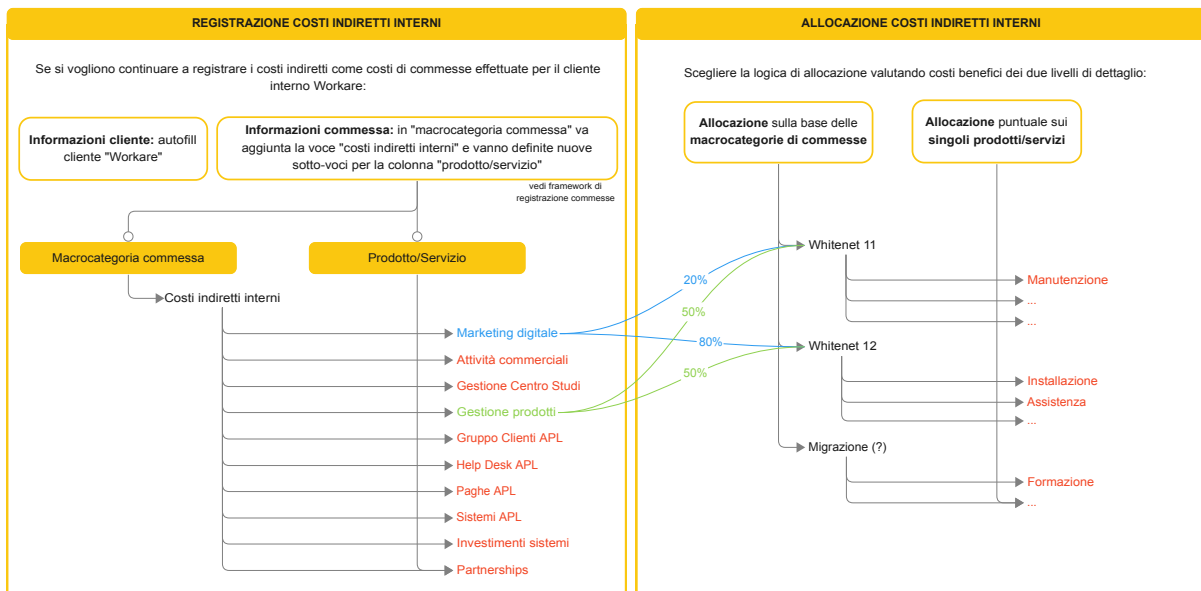 REGISTRAZIONE COSTI INDIRETTI INTERNI
Se si vogliono continuare a registrare i costi indiretti come costi di commesse effettuate per il cliente
interno Workare:
Informazioni cliente: autofill
cliente "Workare"
Informazioni commessa: in "macrocategoria commessa" va
aggiunta la voce "costi indiretti interni" e vanno definite nuove
sotto-voci per la colonna "prodotto/servizio"
vedi framework di
registrazione commesse
Macrocategoria commessa
Prodotto/Servizio
Costi indiretti interni
Marketing digitale
Attività commerciali
Gestione Centro Studi
Gestione prodotti
Gruppo Clienti APL
Help Desk APL
Paghe APL
Sistemi APL
Investimenti sistemi
Partnerships
20%
50%
80%
50%
ALLOCAZIONE COSTI INDIRETTI INTERNI
Scegliere la logica di allocazione valutando costi benefici dei due livelli di dettaglio:
Allocazione sulla base delle
macrocategorie di commesse
Allocazione puntuale sui
singoli prodotti/servizi
Whitenet 11
Manutenzione
...
...
Whitenet 12
Installazione
Assistenza
...
Migrazione (?)
Formazione
...